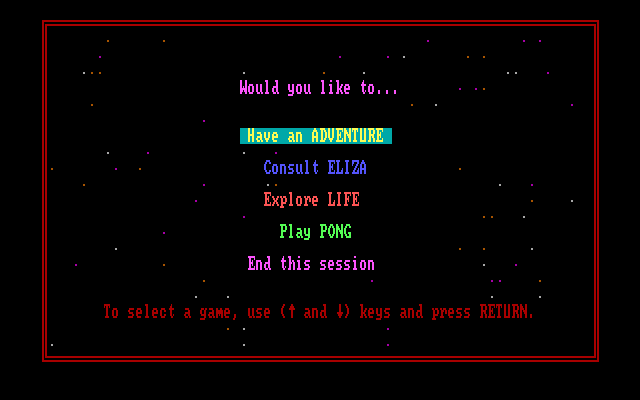 Would you like to...
Have an ADVENTURE
Consult ELIZA
Explore LIFE
Play PONG
End this session
To select a game, use (↑ and ↓) keys and press RETURN.